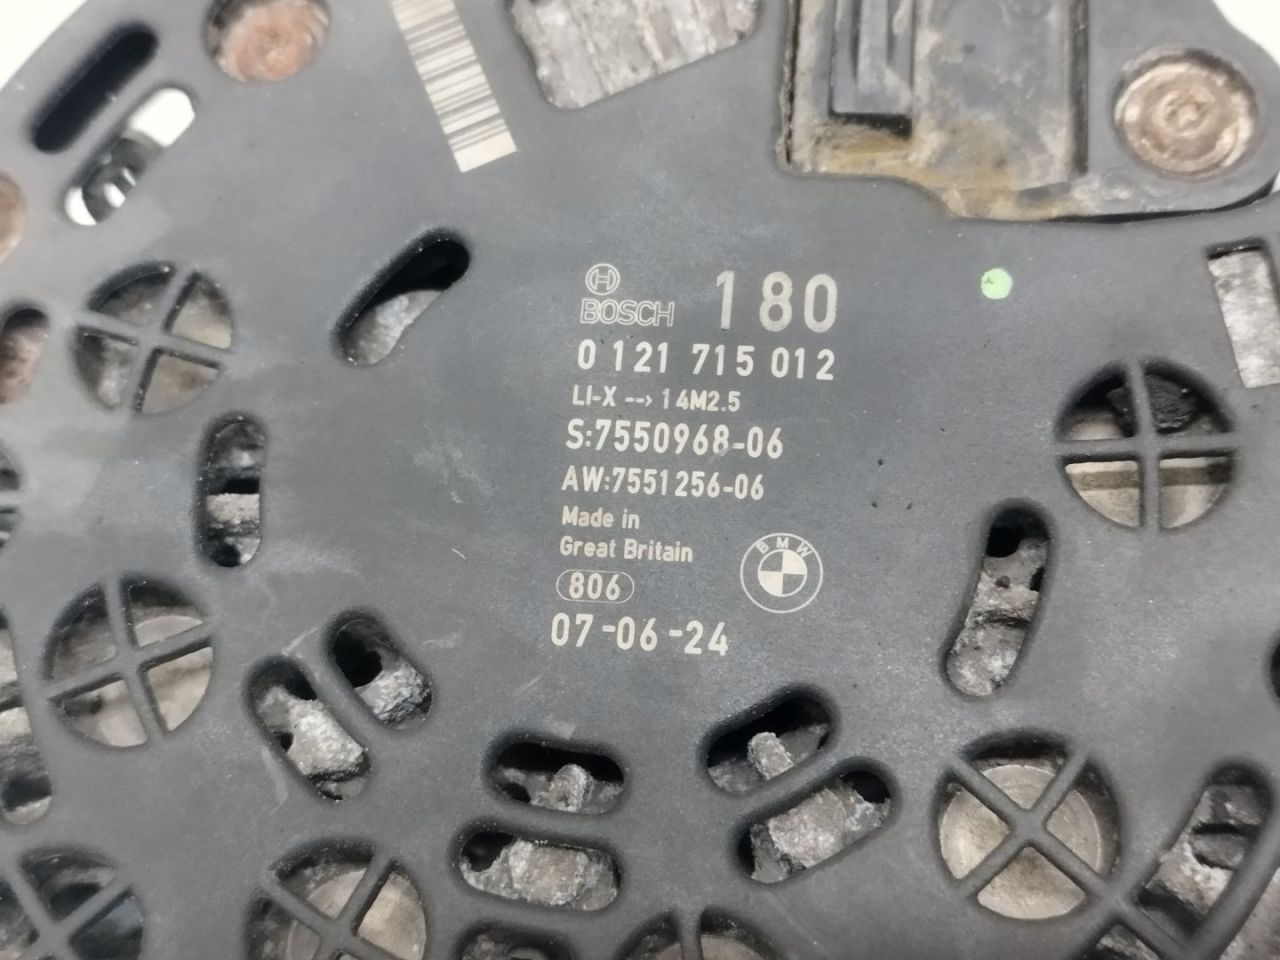 BOSCH 180
0 121 715 012
LI-X --> 14M2.5
S:7550968-06
AW:7551256-06
Made in
Great Britain
806
BMW
07-06-24